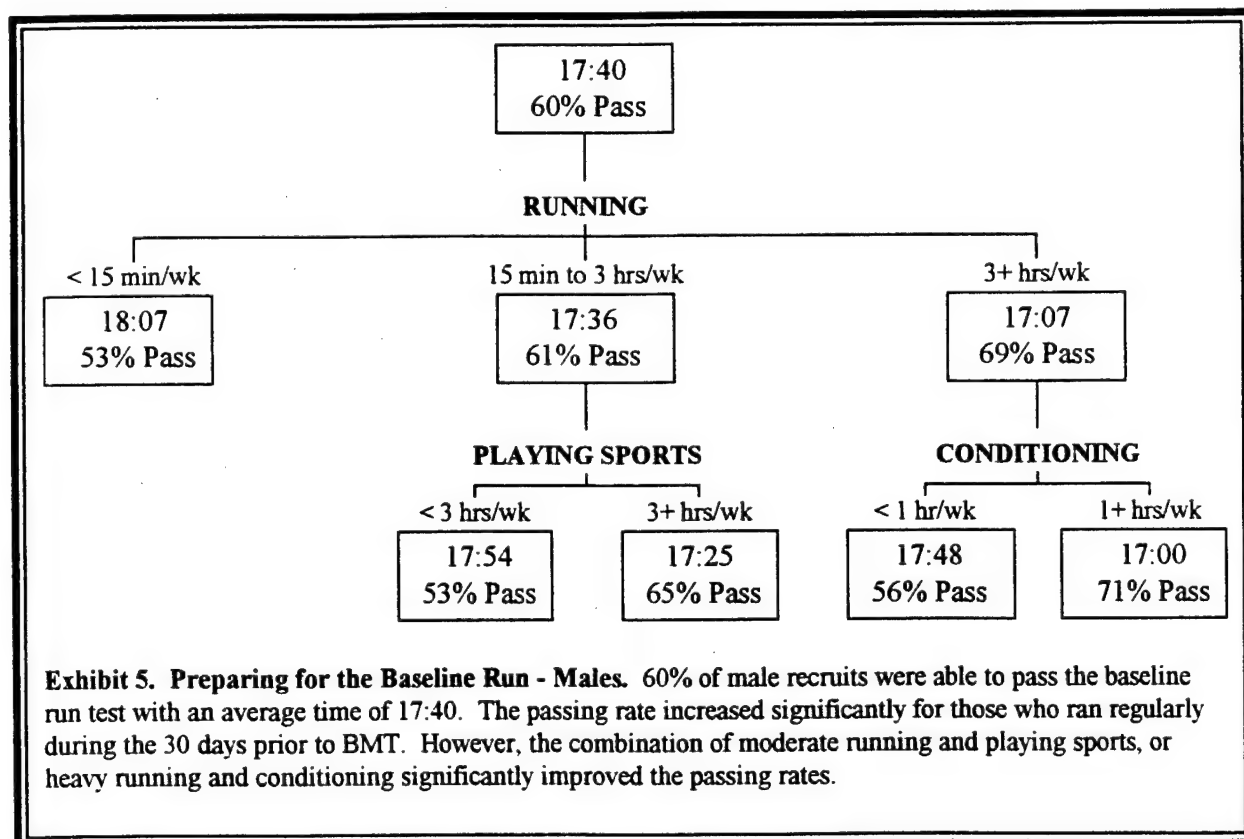 17:40
60% Pass
RUNNING
< 15 min/wk
15 min to 3 hrs/wk
3+ hrs/wk
18:07
53% Pass
17:36
61% Pass
17:07
69% Pass
PLAYING SPORTS
CONDITIONING
< 3 hrs/wk
3+ hrs/wk
< 1 hr/wk
1+ hrs/wk
17:54
53% Pass
17:25
65% Pass
17:48
56% Pass
17:00
71% Pass
Exhibit 5. Preparing for the Baseline Run - Males. 60% of male recruits were able to pass the baseline
run test with an average time of 17:40. The passing rate increased significantly for those who ran regularly
during the 30 days prior to BMT. However, the combination of moderate running and playing sports, or
heavy running and conditioning significantly improved the passing rates.